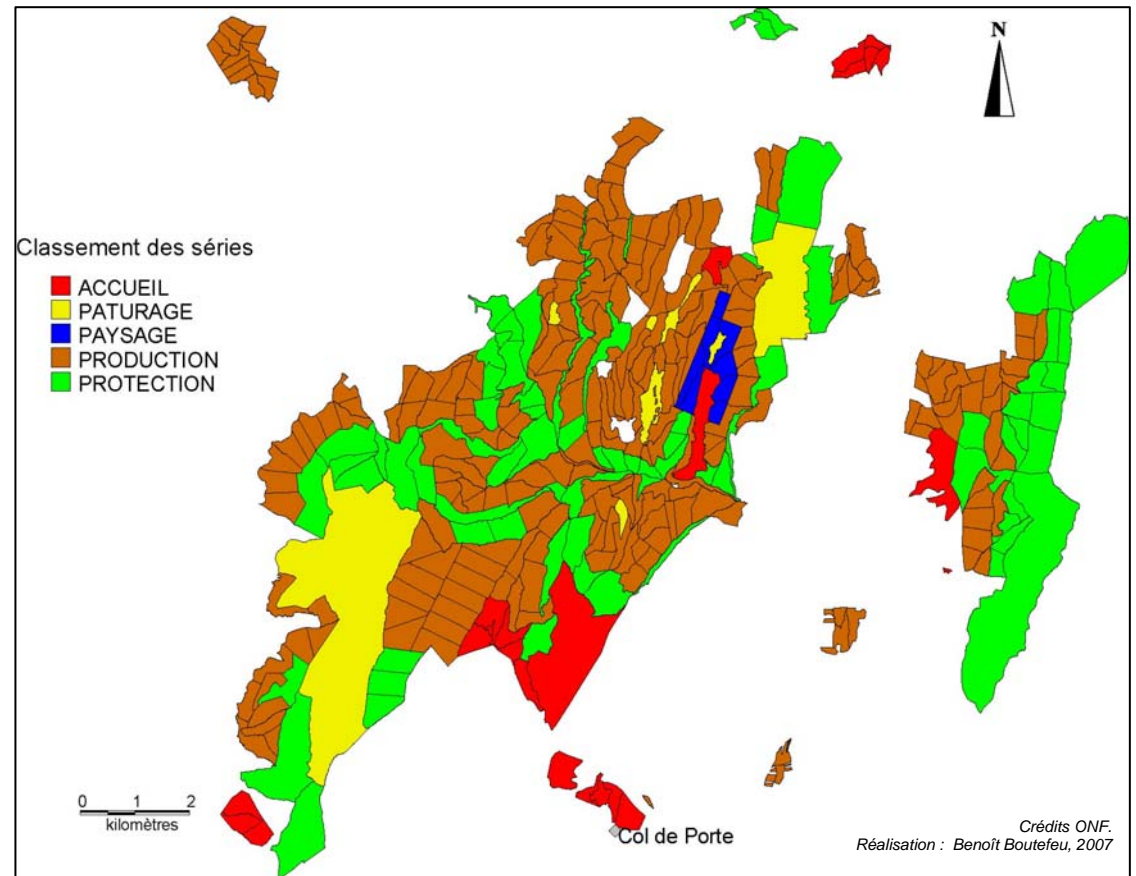 N
Classement des séries
ACCUEIL
PATURAGE
PAYSAGE
PRODUCTION
PROTECTION
0 1 2
kilomètres
Col de Porte
Crédits ONF.
Réalisation : Benoît Boutefeu, 2007